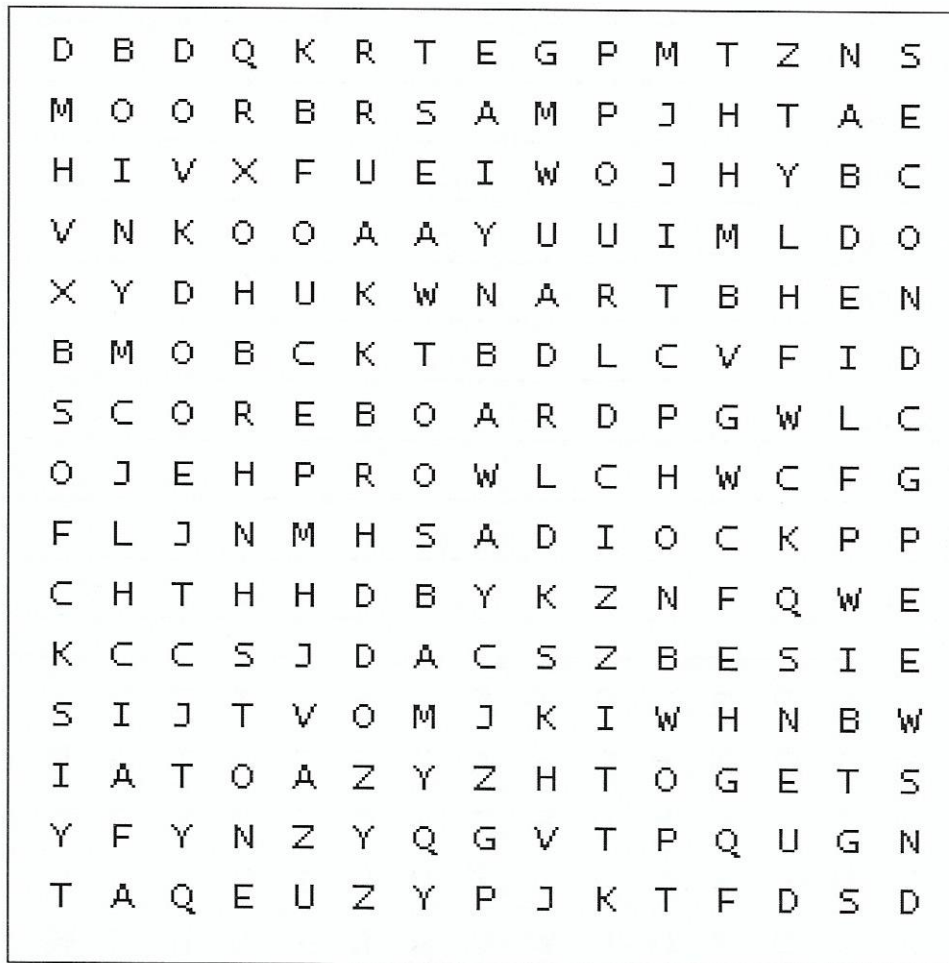 D B D Q K R T E G P M T Z N S
M O O R B R S A M P J H T A E
H I V X F U E I W O J H Y B C
V N K O O A A Y U U I M L D O
X Y D H U K W N A R T B H E N
B M O B C K T B D L C V F I D
S C O R E B O A R D P G W L C
O J E H P R O W L C H W C F G
F L J N M H S A D I O C K P P
C H T H H D B Y K Z N F Q W E
K C C S J D A C S Z B E S I E
S I J T V O M J K I W H N B W
I A T O A Z Y Z H T O G E T S
Y F Y N Z Y Q G V T P Q U G N
T A Q E U Z Y P J K T F D S D